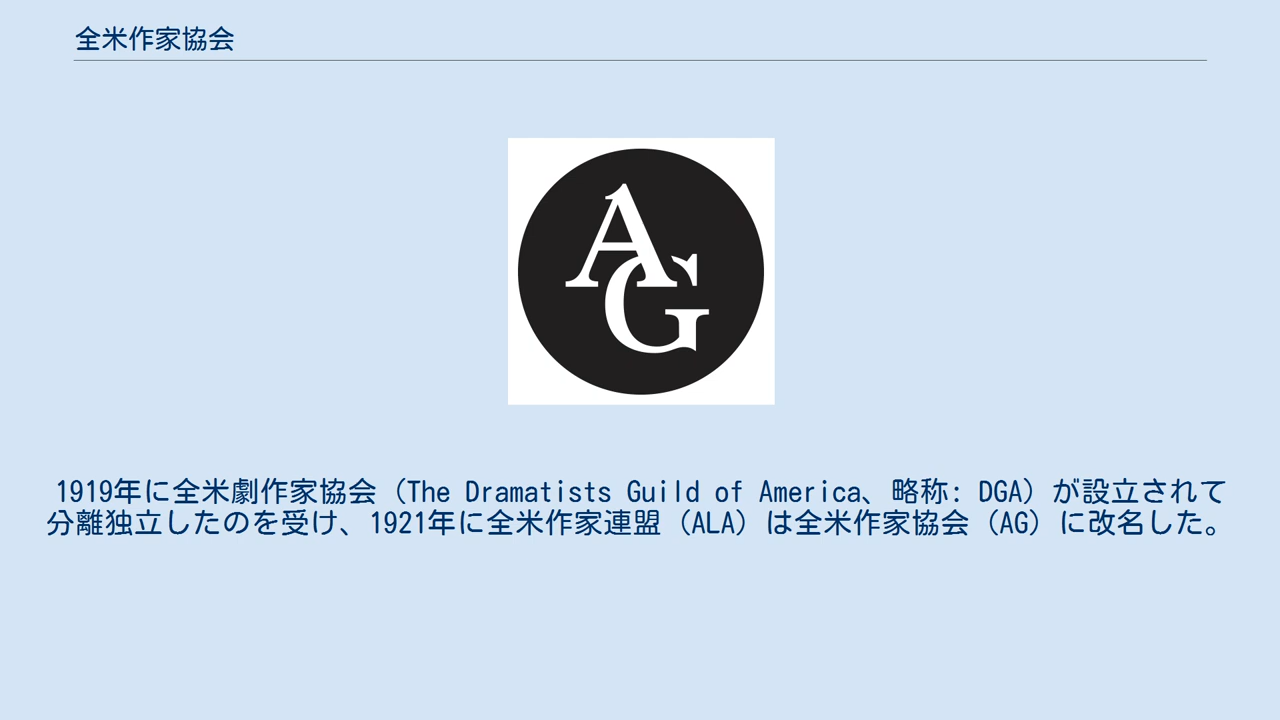 全米作家協会
AG
1919年に全米劇作家協会（The Dramatists Guild of America、略称: DGA）が設立されて
分離独立したのを受け、1921年に全米作家連盟（ALA）は全米作家協会（AG）に改名した。